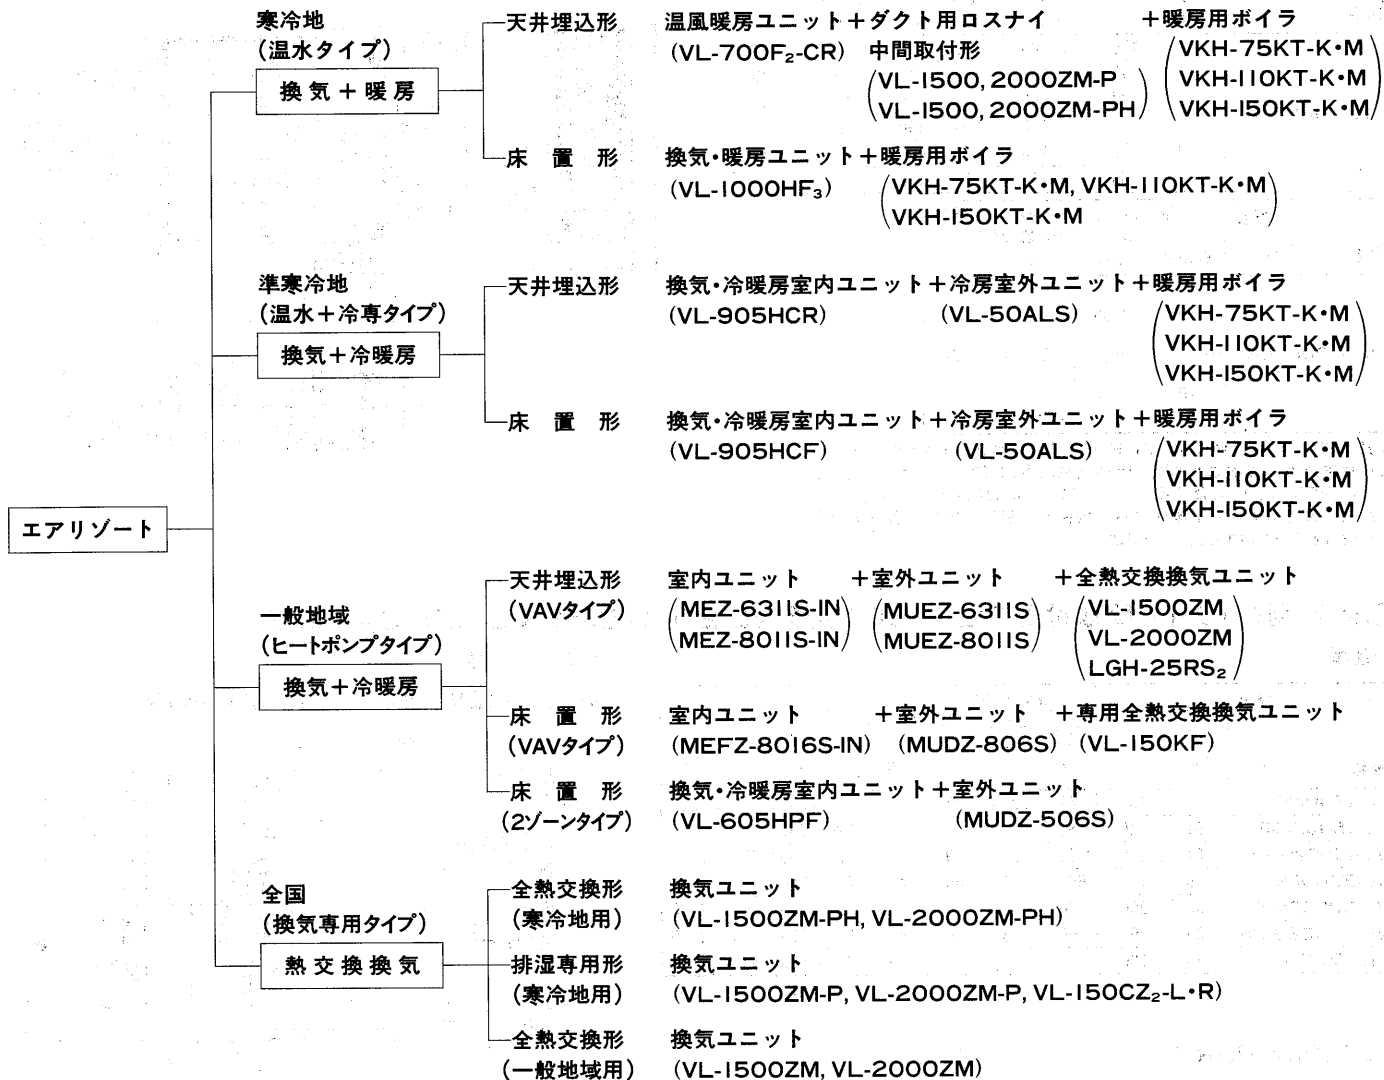 寒冷地
(温水タイプ)
換気＋暖房
天井埋込形
温風暖房ユニット＋ダクト用ロスナイ ＋暖房用ボイラ
(VL-700F₂-CR) 中間取付形
(VL-1500, 2000ZM-P
VL-1500, 2000ZM-PH)
(VKH-75KT-K•M
VKH-110KT-K•M
VKH-150KT-K•M)
床置形
換気・暖房ユニット＋暖房用ボイラ
(VL-1000HF₃)
(VKH-75KT-K•M, VKH-110KT-K•M
VKH-150KT-K•M)
準寒冷地
(温水＋冷専タイプ)
換気＋冷暖房
天井埋込形
換気・冷暖房室内ユニット＋冷房室外ユニット＋暖房用ボイラ
(VL-905HCR) (VL-50ALS)
(VKH-75KT-K•M
VKH-110KT-K•M
VKH-150KT-K•M)
床置形
換気・冷暖房室内ユニット＋冷房室外ユニット＋暖房用ボイラ
(VL-905HCF) (VL-50ALS)
(VKH-75KT-K•M
VKH-110KT-K•M
VKH-150KT-K•M)
エアリゾート
一般地域
(ヒートポンプタイプ)
換気＋冷暖房
天井埋込形
(VAVタイプ)
室内ユニット ＋室外ユニット ＋全熱交換換気ユニット
(MEZ-6311S-IN
MEZ-8011S-IN)
(MUEZ-6311S
MUEZ-8011S)
(VL-1500ZM
VL-2000ZM
LGH-25RS₂)
床置形
(VAVタイプ)
室内ユニット ＋室外ユニット ＋専用全熱交換換気ユニット
(MEFZ-8016S-IN) (MUDZ-806S) (VL-150KF)
床置形
(2ゾーンタイプ)
換気・冷暖房室内ユニット＋室外ユニット
(VL-605HPF) (MUDZ-506S)
全国
(換気専用タイプ)
熱交換換気
全熱交換形
(寒冷地用)
換気ユニット
(VL-1500ZM-PH, VL-2000ZM-PH)
排湿専用形
(寒冷地用)
換気ユニット
(VL-1500ZM-P, VL-2000ZM-P, VL-150CZ₂-L•R)
全熱交換形
(一般地域用)
換気ユニット
(VL-1500ZM, VL-2000ZM)